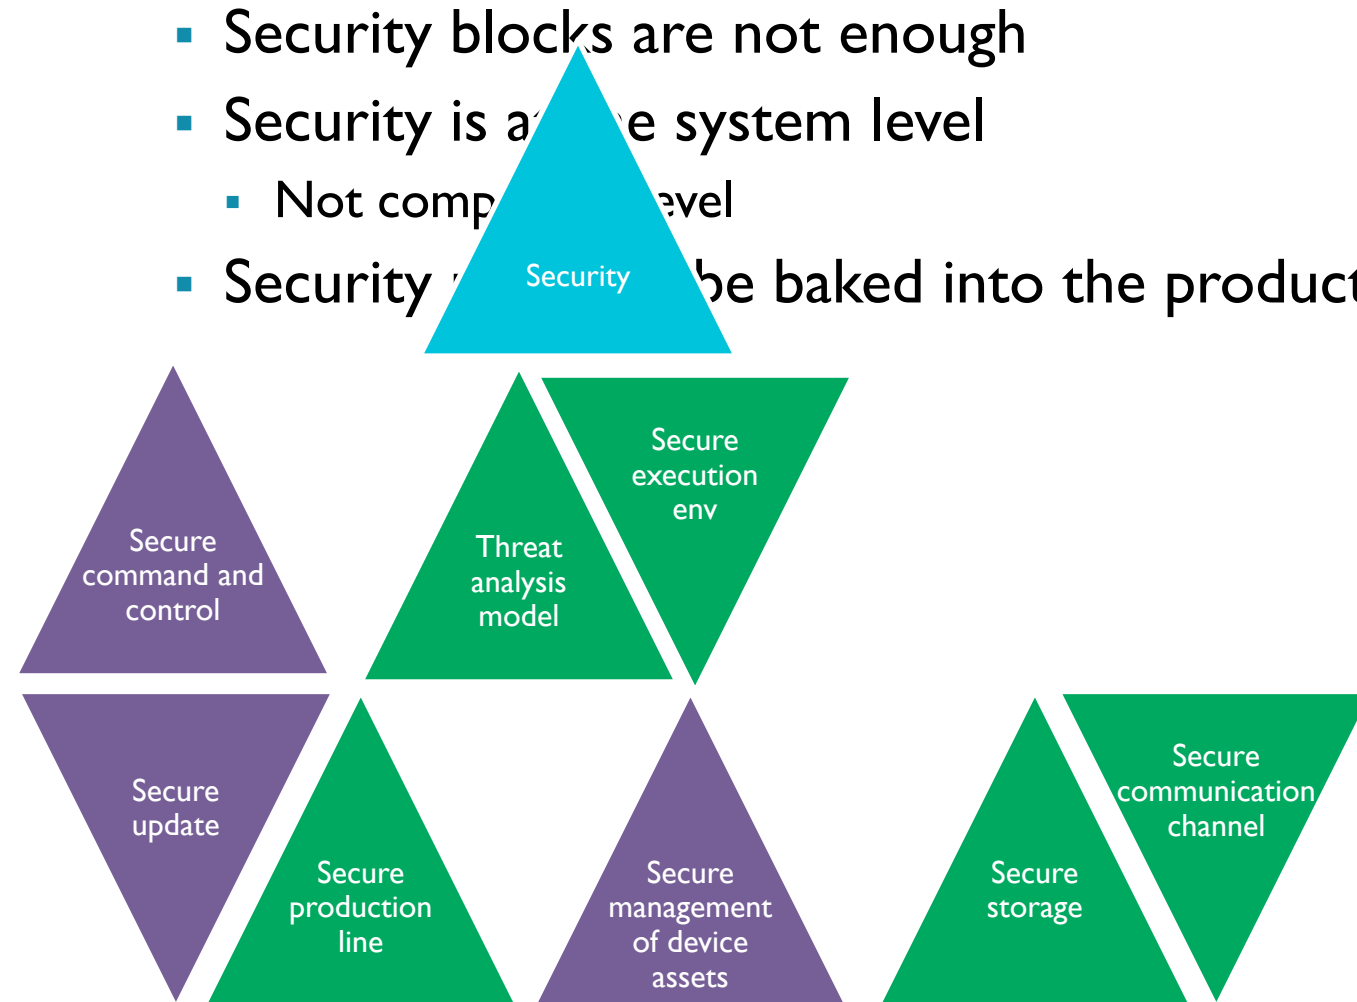 Security blocks are not enough
Security is at e system level
Not comp evel
Security be baked into the product
Security
Secure
execution
env
Secure
command and
control
Threat
analysis
model
Secure
update
Secure
production
line
Secure
management
of device
assets
Secure
storage
Secure
communication
channel